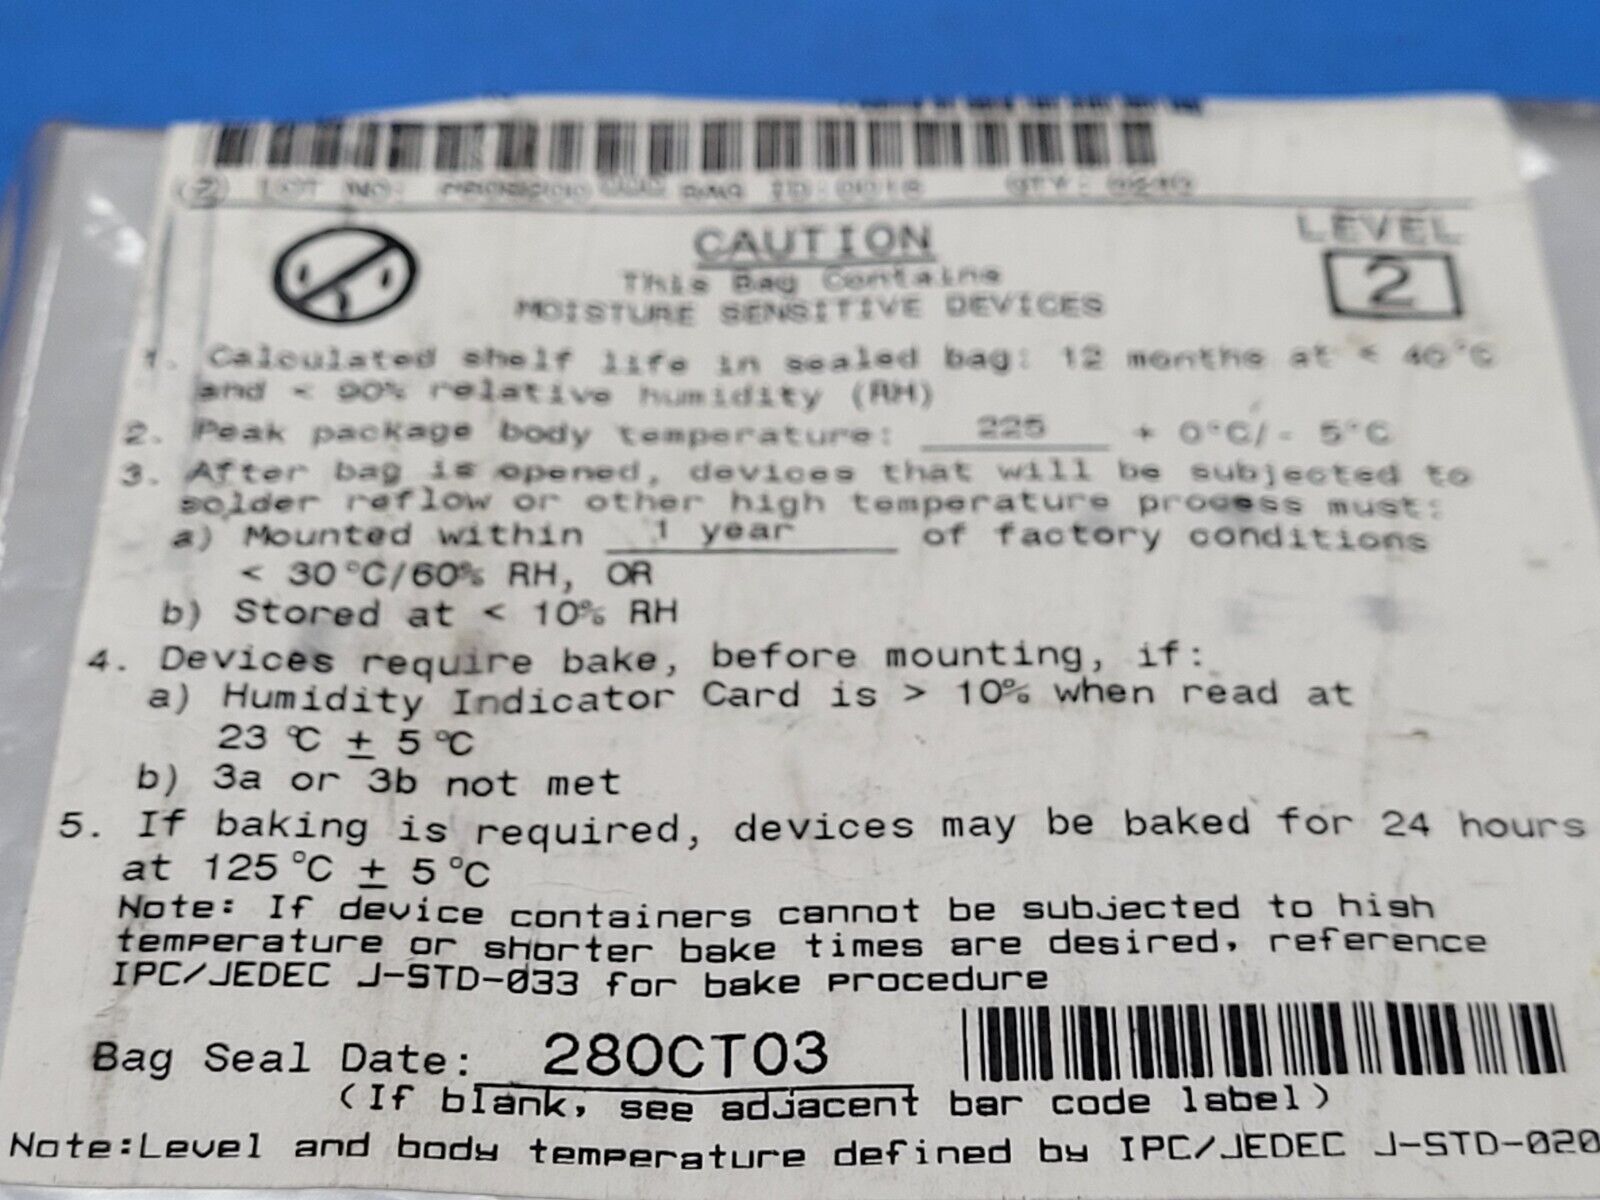 (2) LOT NO:
CAUTION
LEVEL
2
This Bag Contains
MOISTURE SENSITIVE DEVICES
1. Calculated shelf life in sealed bag: 12 months at < 40°C
and < 90% relative humidity (RH)
2. Peak package body temperature: 225 + 0°C/- 5°C
3. After bag is opened, devices that will be subjected to
solder reflow or other high temperature process must:
a) Mounted within 1 year of factory conditions
< 30°C/60% RH, OR
b) Stored at < 10% RH
4. Devices require bake, before mounting, if:
a) Humidity Indicator Card is > 10% when read at
23 °C ± 5 °C
b) 3a or 3b not met
5. If baking is required, devices may be baked for 24 hours
at 125 °C ± 5 °C
Note: If device containers cannot be subjected to high
temperature or shorter bake times are desired, reference
IPC/JEDEC J-STD-033 for bake procedure
Bag Seal Date: 28OCT03
(If blank, see adjacent bar code label)
Note:Level and body temperature defined by IPC/JEDEC J-STD-020